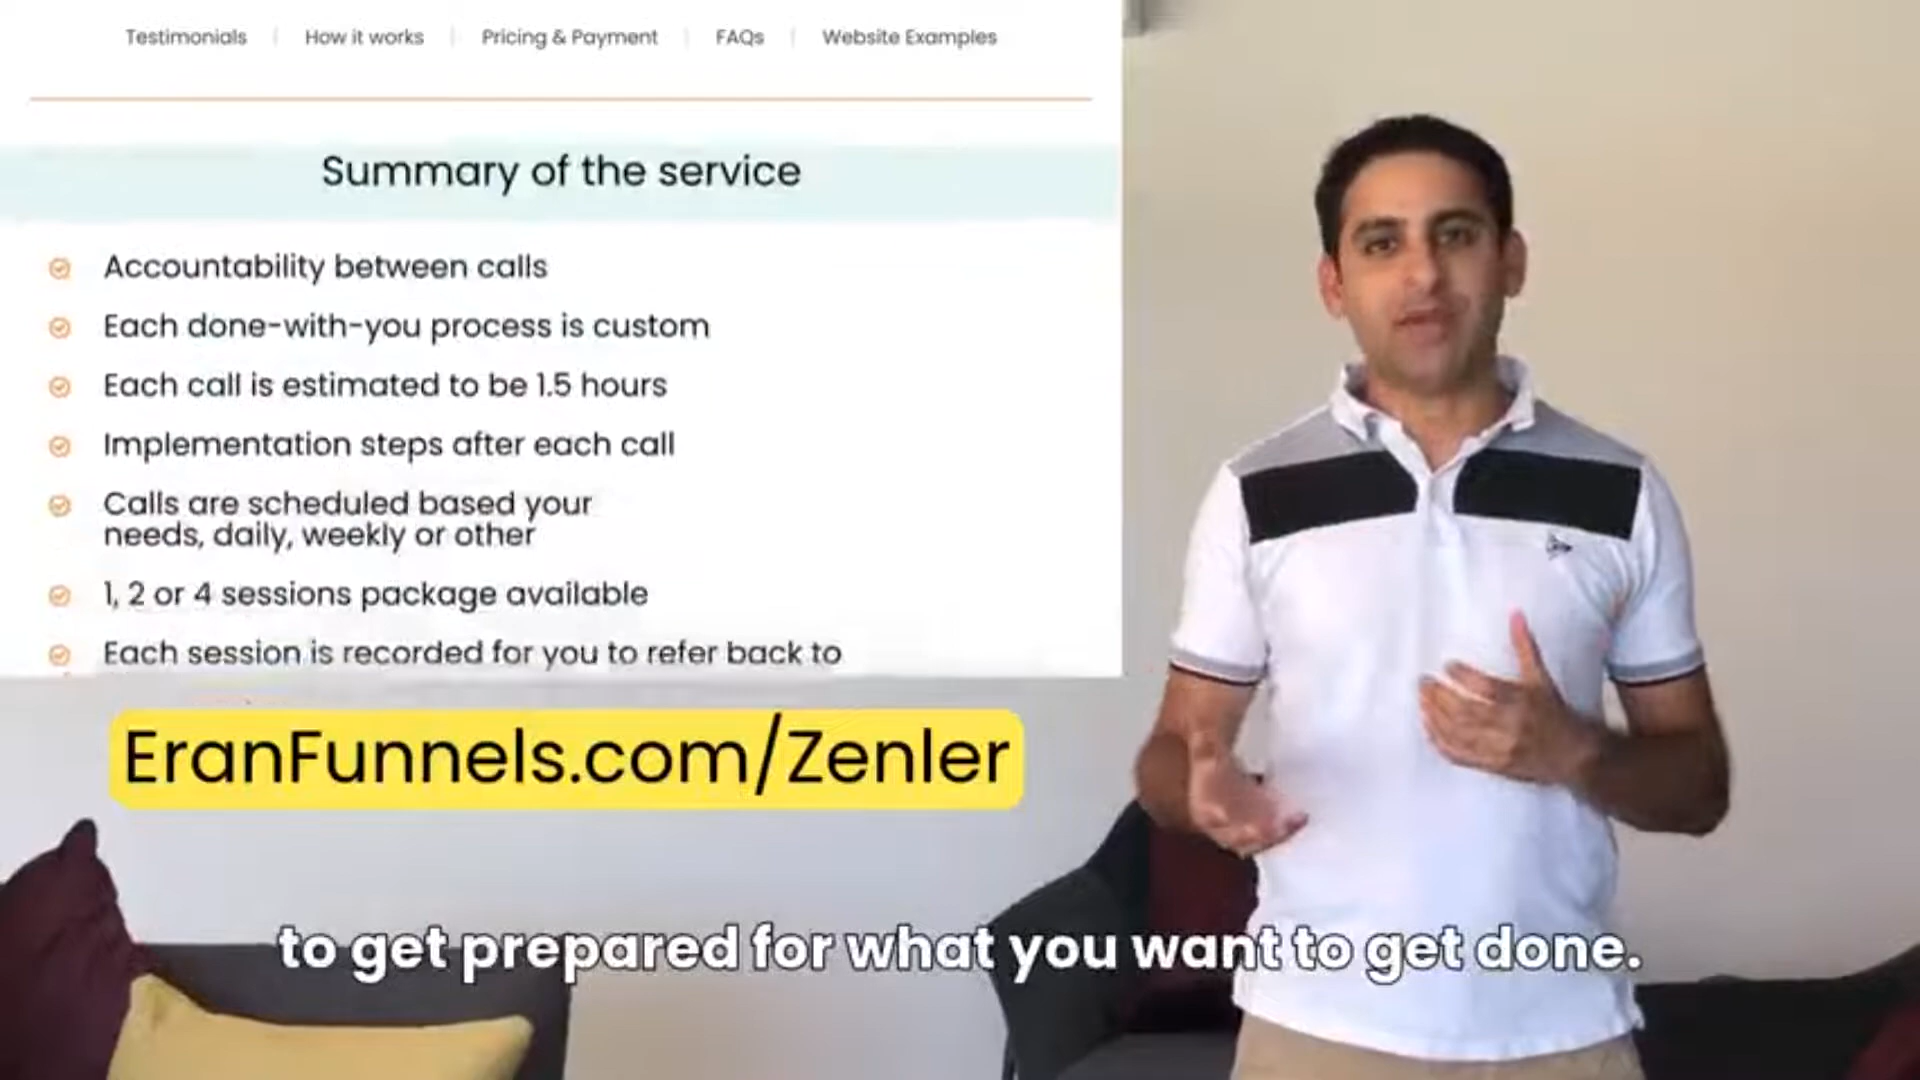 Testimonials
How it works
Pricing & Payment
FAQs
Website Examples
Summary of the service
Accountability between calls
Each done-with-you process is custom
Each call is estimated to be 1.5 hours
Implementation steps after each call
Calls are scheduled based your
needs, daily, weekly or other
1, 2 or 4 sessions package available
Each session is recorded for you to refer back to
EranFunnels.com/Zenler
to get prepared for what you want to get done.